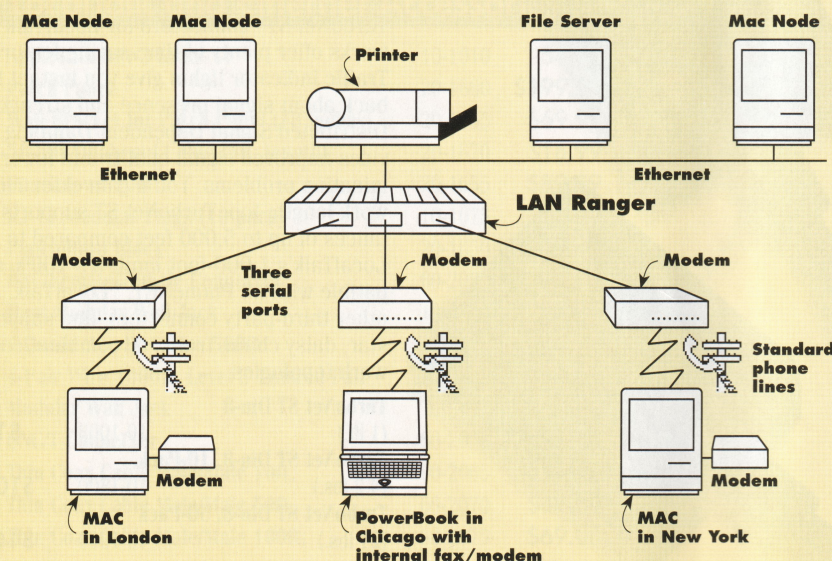 Mac Node
Mac Node
File Server
Mac Node
Printer
Ethernet
Ethernet
LAN Ranger
Modem
Modem
Modem
Three
serial
ports
Standard
phone
lines
Modem
Modem
MAC
in London
PowerBook in
Chicago with
internal fax/modem
MAC
in New York